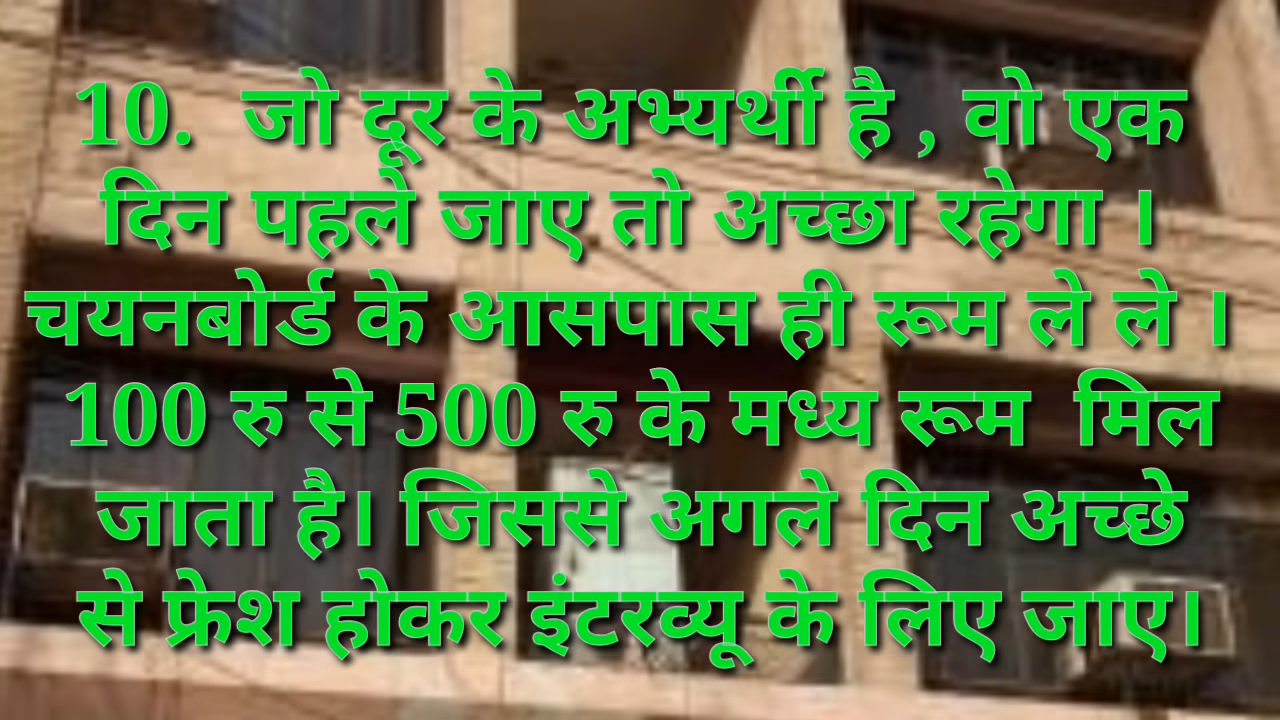 10. जो दूर के अभ्यर्थी है , वो एक
दिन पहले जाए तो अच्छा रहेगा ।
चयनबोर्ड के आसपास ही रूम ले ले ।
100 रु से 500 रु के मध्य रूम मिल
जाता है। जिससे अगले दिन अच्छे
से फ्रेश होकर इंटरव्यू के लिए जाए।